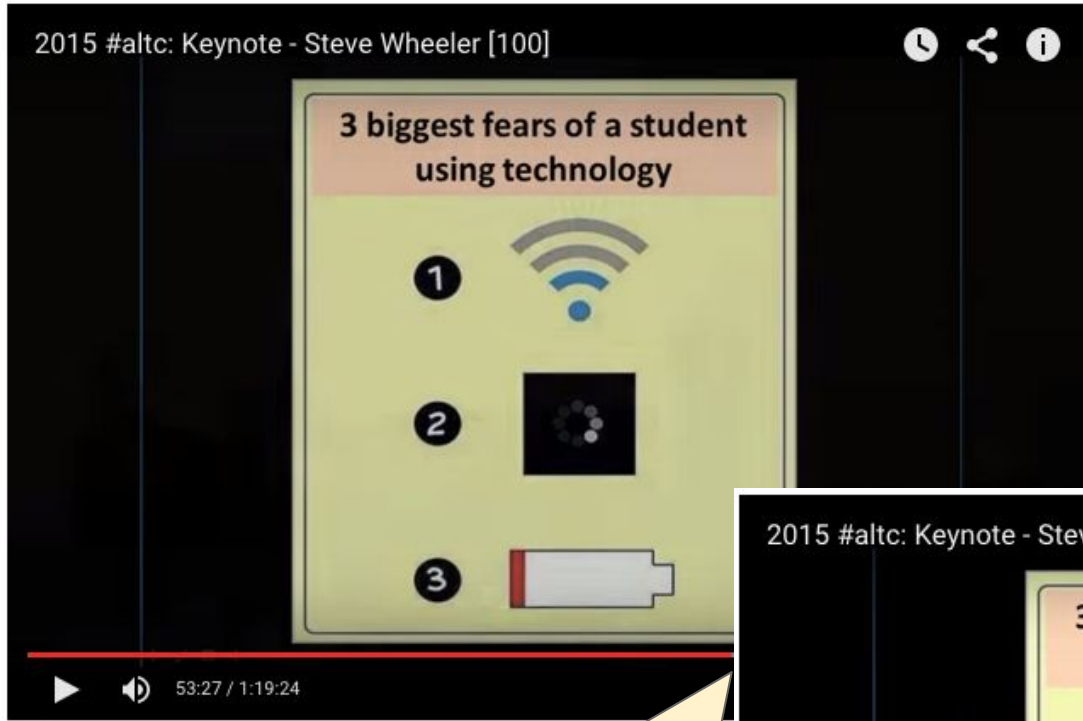 2015 #altc: Keynote - Steve Wheeler [100]
3 biggest fears of a student
using technology
1
2
3
53:27 / 1:19:24
2015 #altc: Keynote -
3